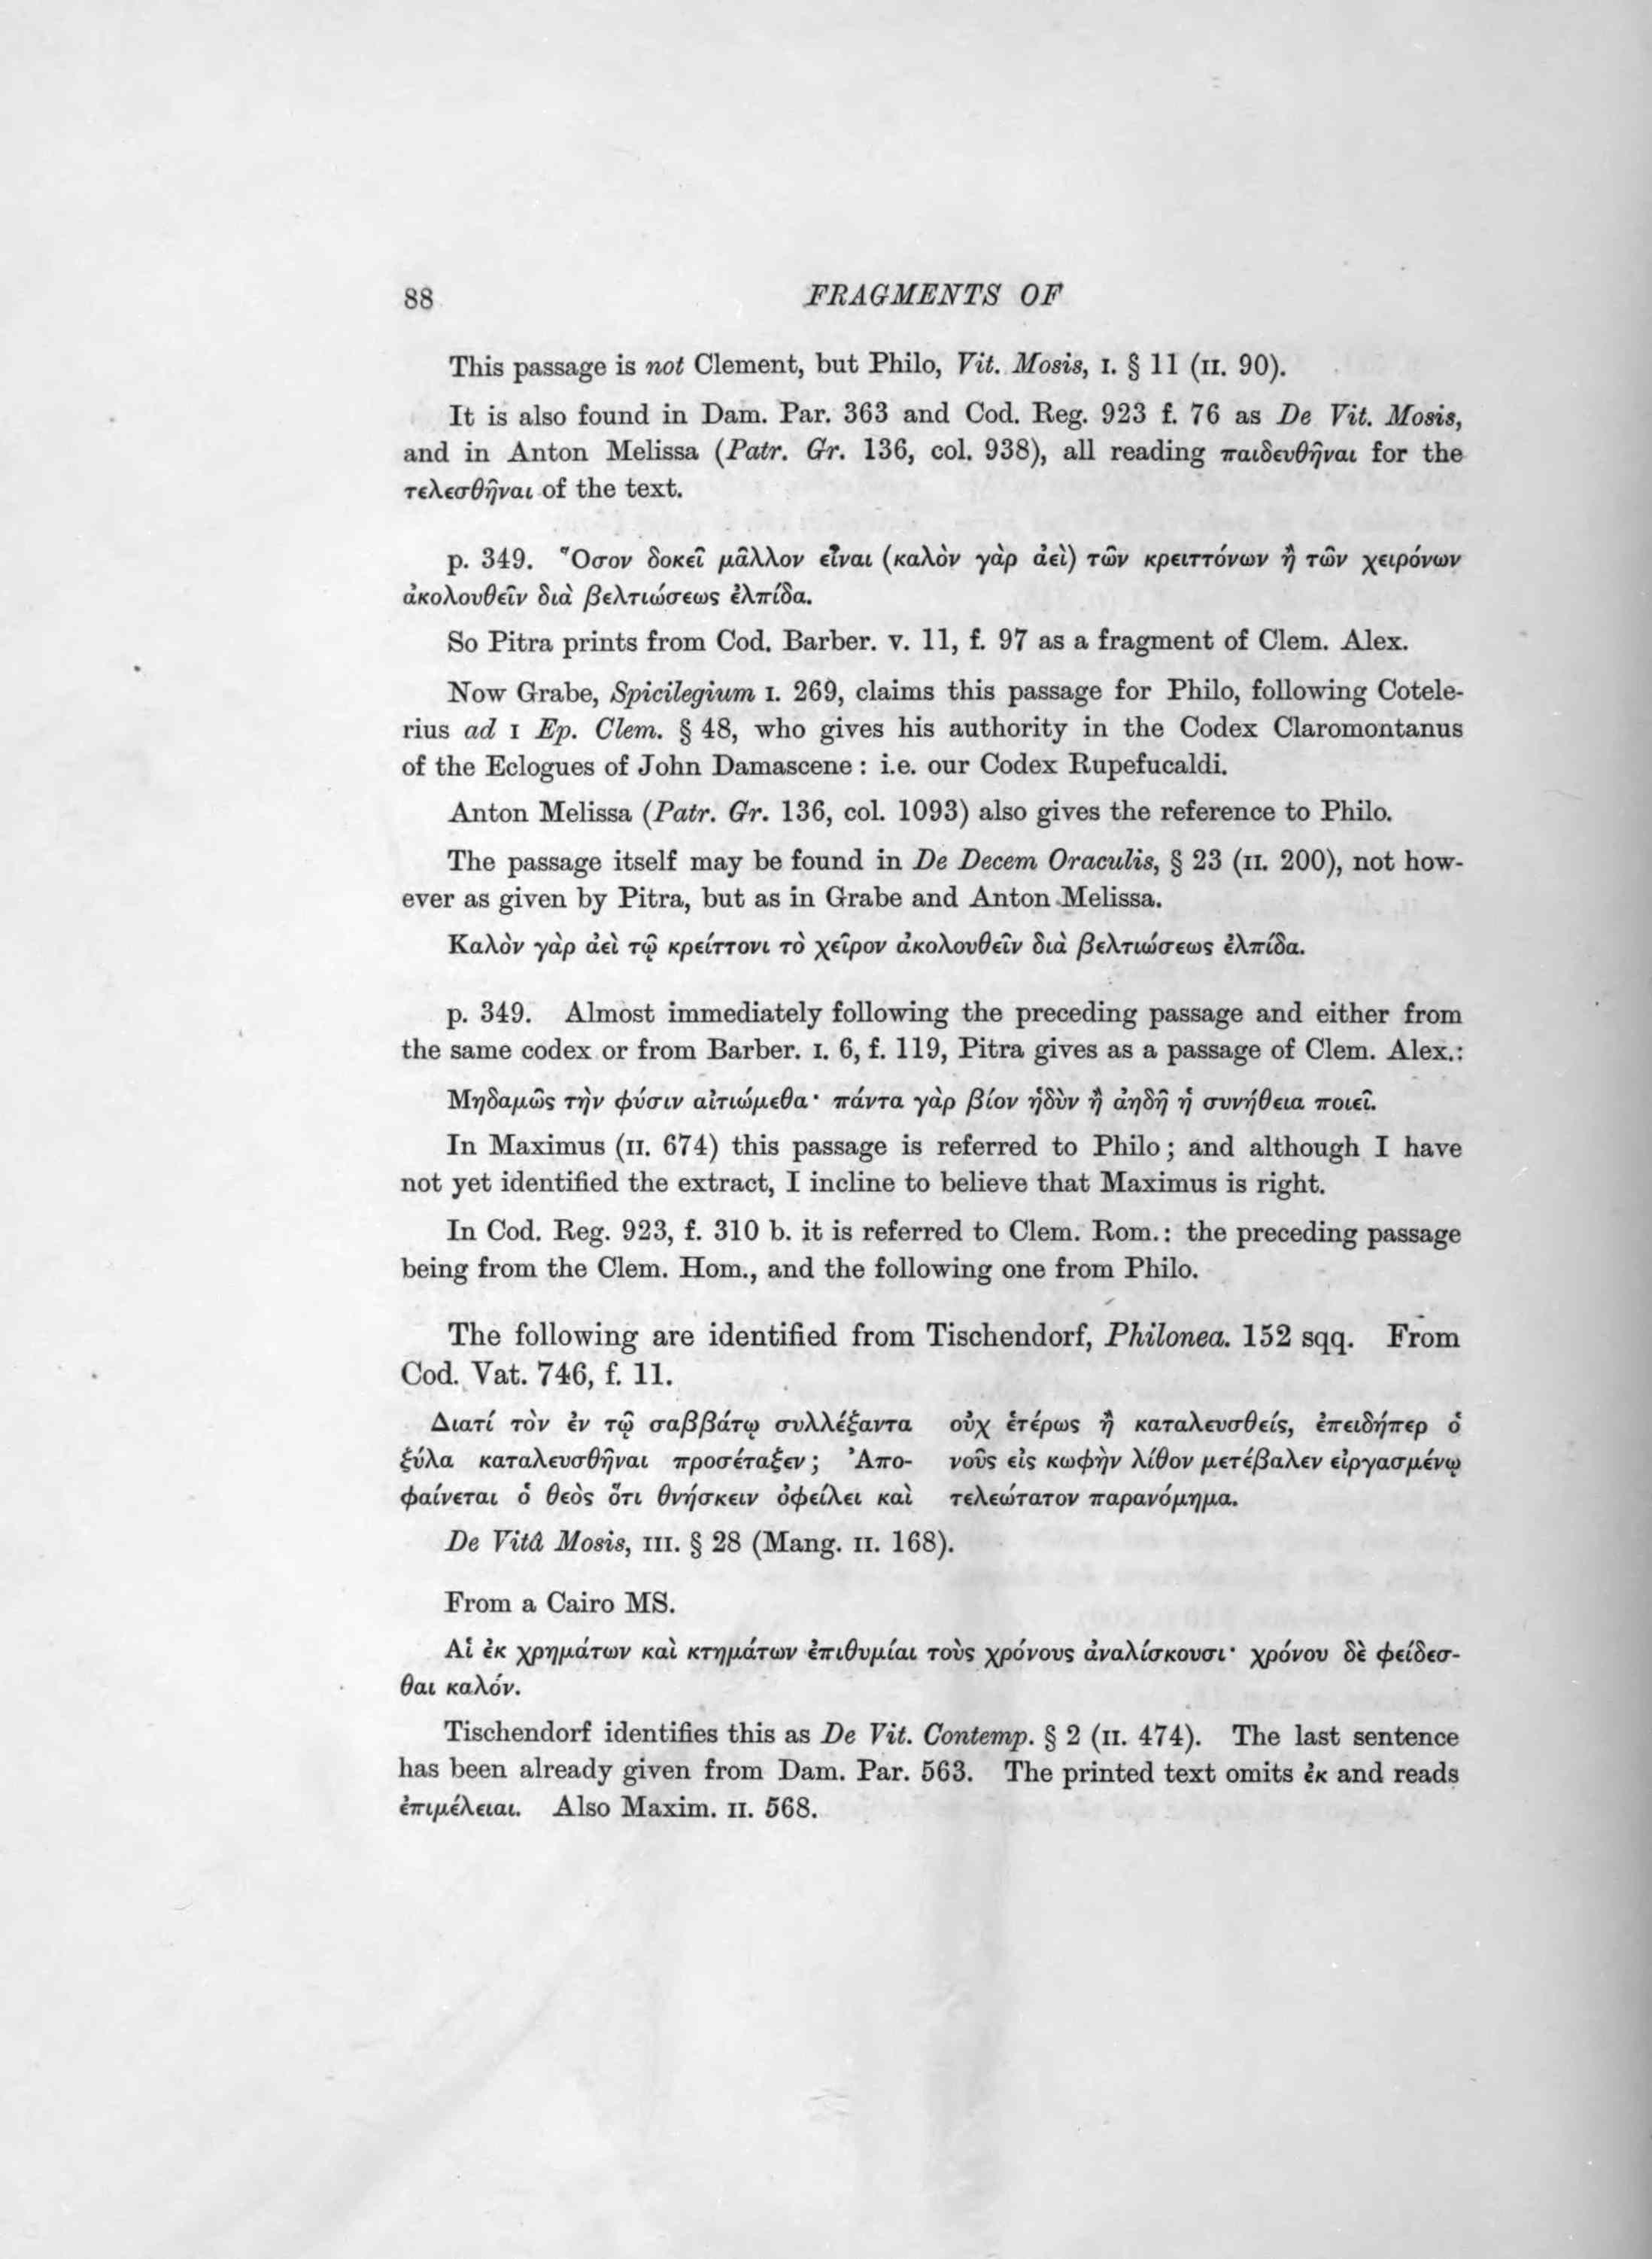 88
FRAGMENTS OF
This passage is not Clement, but Philo, Vit. Mosis, I. § 11 (II. 90).
It is also found in Dam. Par. 363 and Cod. Reg. 923 f. 76 as De Vit. Mosis,
and in Anton Melissa (Patr. Gr. 136, col. 938), all reading παιδευθῆναι for the
τελεσθῆναι of the text.
p. 349. Ὅσον δοκεῖ μᾶλλον εἶναι (καλὸν γὰρ ἀεὶ) τῶν κρειττόνων ἢ τῶν χειρόνων
ἀκολουθεῖν διὰ βελτιώσεως ἐλπίδα.
So Pitra prints from Cod. Barber. V. 11, f. 97 as a fragment of Clem. Alex.
Now Grabe, Spicilegium I. 269, claims this passage for Philo, following Cotele-
rius ad I Ep. Clem. § 48, who gives his authority in the Codex Claromontanus
of the Eclogues of John Damascene : i.e. our Codex Rupefucaldi.
Anton Melissa (Patr. Gr. 136, col. 1093) also gives the reference to Philo.
The passage itself may be found in De Decem Oraculis, § 23 (II. 200), not how-
ever as given by Pitra, but as in Grabe and Anton Melissa.
Καλὸν γὰρ ἀεὶ τῷ κρείττονι τὸ χεῖρον ἀκολουθεῖν διὰ βελτιώσεως ἐλπίδα.
p. 349. Almost immediately following the preceding passage and either from
the same codex or from Barber. I. 6, f. 119, Pitra gives as a passage of Clem. Alex.:
Μηδαμῶς τὴν φύσιν αἰτιώμεθα· πάντα γὰρ βίον ἡδὺν ἢ ἀηδῆ ἡ συνήθεια ποιεῖ.
In Maximus (II. 674) this passage is referred to Philo ; and although I have
not yet identified the extract, I incline to believe that Maximus is right.
In Cod. Reg. 923, f. 310 b. it is referred to Clem. Rom.: the preceding passage
being from the Clem. Hom., and the following one from Philo.
The following are identified from Tischendorf, Philonea. 152 sqq. From
Cod. Vat. 746, f. 11.
Διατί τὸν ἐν τῷ σαββάτῳ συλλέξαντα
ξύλα καταλευσθῆναι προσέταξεν; Ἀπο-
φαίνεται ὁ θεὸς ὅτι θνήσκειν ὀφείλει καὶ
οὐχ ἑτέρως ἢ καταλευσθείς, ἐπειδήπερ ὁ
νοῦς εἰς κωφὴν λίθον μετέβαλεν εἰργασμένῳ
τελεώτατον παρανόμημα.
De Vitâ Mosis, III. § 28 (Mang. II. 168).
From a Cairo MS.
Αἱ ἐκ χρημάτων καὶ κτημάτων ἐπιθυμίαι τοὺς χρόνους ἀναλίσκουσι· χρόνου δὲ φείδεσ-
θαι καλόν.
Tischendorf identifies this as De Vit. Contemp. § 2 (II. 474). The last sentence
has been already given from Dam. Par. 563. The printed text omits ἐκ and reads
ἐπιμέλειαι. Also Maxim. II. 568.